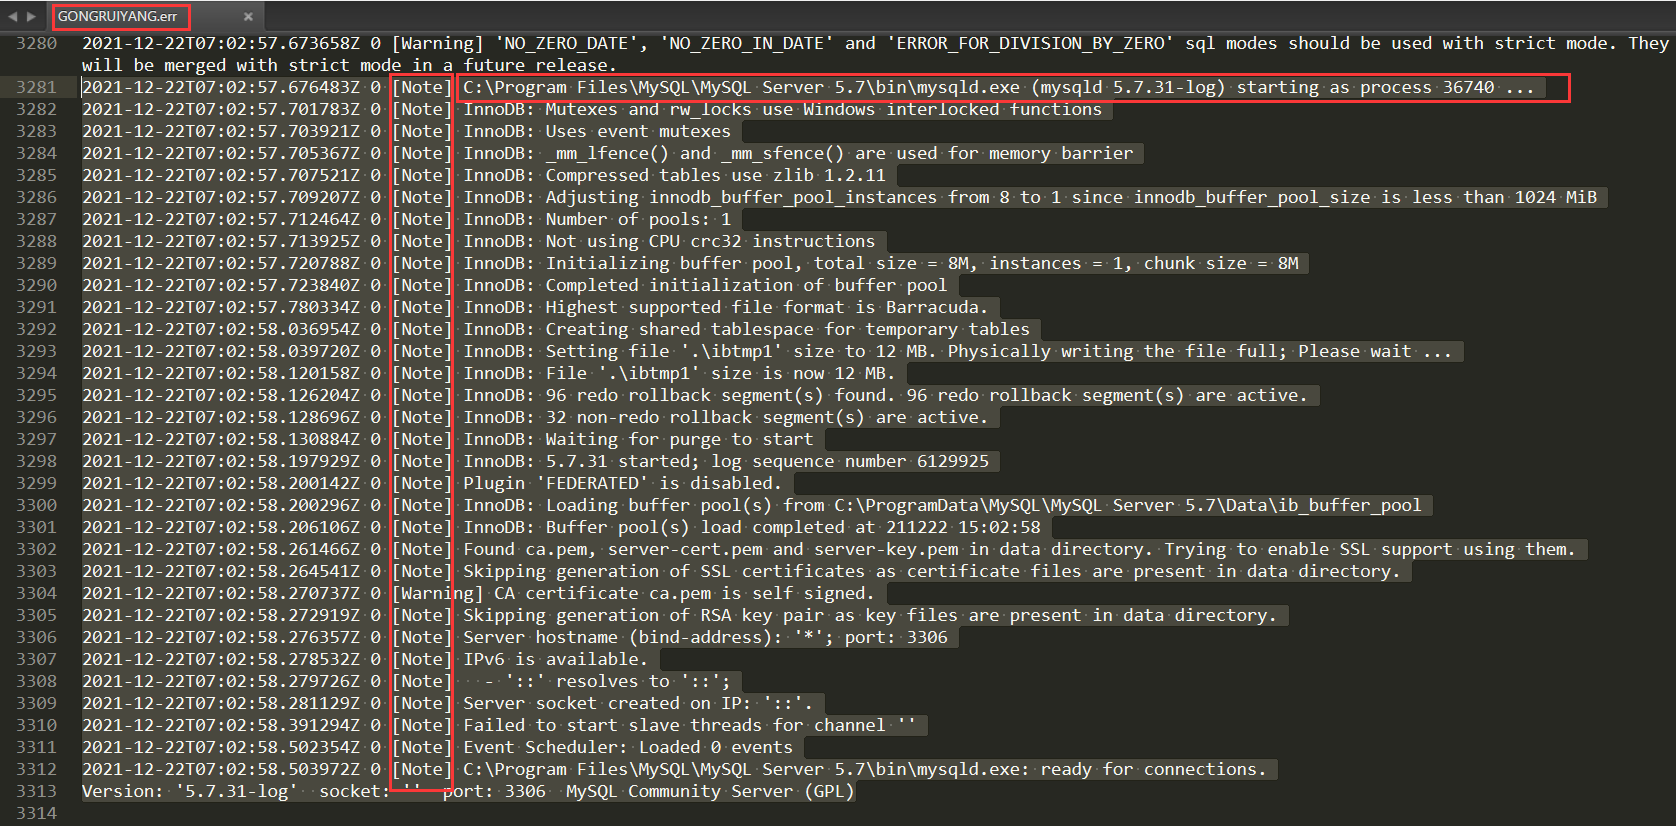 GONGRUIYANG.err ×
3280 2021-12-22T07:02:57.673658Z 0 [Warning] 'NO_ZERO_DATE', 'NO_ZERO_IN_DATE' and 'ERROR_FOR_DIVISION_BY_ZERO' sql modes should be used with strict mode. They
will be merged with strict mode in a future release.
3281 2021-12-22T07:02:57.676483Z 0 [Note] C:\Program Files\MySQL\MySQL Server 5.7\bin\mysqld.exe (mysqld 5.7.31-log) starting as process 36740 ...
3282 2021-12-22T07:02:57.701783Z 0 [Note] InnoDB: Mutexes and rw_locks use Windows interlocked functions
3283 2021-12-22T07:02:57.703921Z 0 [Note] InnoDB: Uses event mutexes
3284 2021-12-22T07:02:57.705367Z 0 [Note] InnoDB: _mm_lfence() and _mm_sfence() are used for memory barrier
3285 2021-12-22T07:02:57.707521Z 0 [Note] InnoDB: Compressed tables use zlib 1.2.11
3286 2021-12-22T07:02:57.709207Z 0 [Note] InnoDB: Adjusting innodb_buffer_pool_instances from 8 to 1 since innodb_buffer_pool_size is less than 1024 MiB
3287 2021-12-22T07:02:57.712464Z 0 [Note] InnoDB: Number of pools: 1
3288 2021-12-22T07:02:57.713925Z 0 [Note] InnoDB: Not using CPU crc32 instructions
3289 2021-12-22T07:02:57.720788Z 0 [Note] InnoDB: Initializing buffer pool, total size = 8M, instances = 1, chunk size = 8M
3290 2021-12-22T07:02:57.723840Z 0 [Note] InnoDB: Completed initialization of buffer pool
3291 2021-12-22T07:02:57.780334Z 0 [Note] InnoDB: Highest supported file format is Barracuda.
3292 2021-12-22T07:02:58.036954Z 0 [Note] InnoDB: Creating shared tablespace for temporary tables
3293 2021-12-22T07:02:58.039720Z 0 [Note] InnoDB: Setting file '.\ibtmp1' size to 12 MB. Physically writing the file full; Please wait ...
3294 2021-12-22T07:02:58.120158Z 0 [Note] InnoDB: File '.\ibtmp1' size is now 12 MB.
3295 2021-12-22T07:02:58.126204Z 0 [Note] InnoDB: 96 redo rollback segment(s) found. 96 redo rollback segment(s) are active.
3296 2021-12-22T07:02:58.128696Z 0 [Note] InnoDB: 32 non-redo rollback segment(s) are active.
3297 2021-12-22T07:02:58.130884Z 0 [Note] InnoDB: Waiting for purge to start
3298 2021-12-22T07:02:58.197929Z 0 [Note] InnoDB: 5.7.31 started; log sequence number 6129925
3299 2021-12-22T07:02:58.200142Z 0 [Note] Plugin 'FEDERATED' is disabled.
3300 2021-12-22T07:02:58.200296Z 0 [Note] InnoDB: Loading buffer pool(s) from C:\ProgramData\MySQL\MySQL Server 5.7\Data\ib_buffer_pool
3301 2021-12-22T07:02:58.206106Z 0 [Note] InnoDB: Buffer pool(s) load completed at 211222 15:02:58
3302 2021-12-22T07:02:58.261466Z 0 [Note] Found ca.pem, server-cert.pem and server-key.pem in data directory. Trying to enable SSL support using them.
3303 2021-12-22T07:02:58.264541Z 0 [Note] Skipping generation of SSL certificates as certificate files are present in data directory.
3304 2021-12-22T07:02:58.270737Z 0 [Warning] CA certificate ca.pem is self signed.
3305 2021-12-22T07:02:58.272919Z 0 [Note] Skipping generation of RSA key pair as key files are present in data directory.
3306 2021-12-22T07:02:58.276357Z 0 [Note] Server hostname (bind-address): '*'; port: 3306
3307 2021-12-22T07:02:58.278532Z 0 [Note] IPv6 is available.
3308 2021-12-22T07:02:58.279726Z 0 [Note]   - '::' resolves to '::';
3309 2021-12-22T07:02:58.281129Z 0 [Note] Server socket created on IP: '::'.
3310 2021-12-22T07:02:58.391294Z 0 [Note] Failed to start slave threads for channel ''
3311 2021-12-22T07:02:58.502354Z 0 [Note] Event Scheduler: Loaded 0 events
3312 2021-12-22T07:02:58.503972Z 0 [Note] C:\Program Files\MySQL\MySQL Server 5.7\bin\mysqld.exe: ready for connections.
3313 Version: '5.7.31-log'  socket: ''  port: 3306  MySQL Community Server (GPL)
3314